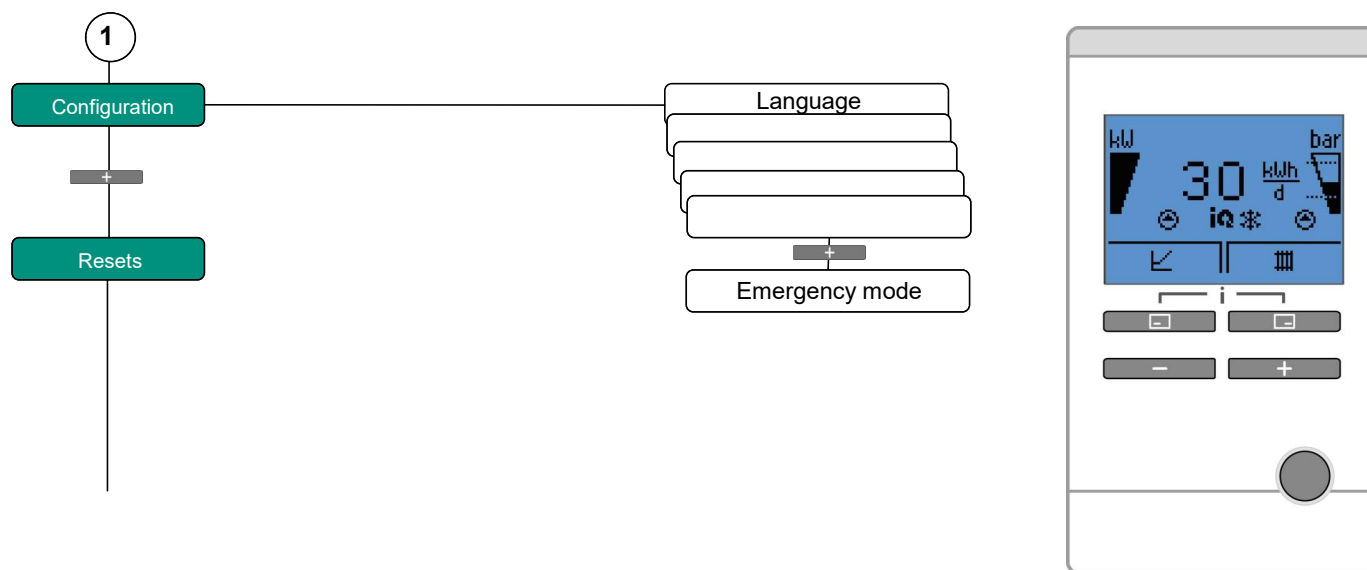 1
Configuration
Language
+
Resets
+
Emergency mode
kW
bar
30 kWh/d
iQ
i
− +